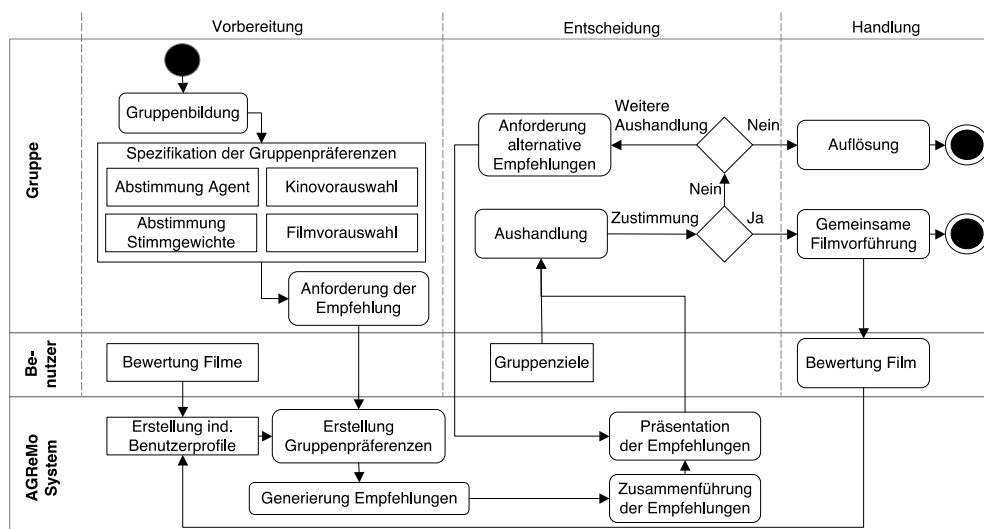 Vorbereitung
Entscheidung
Handlung
Gruppe
Gruppenbildung
Spezifikation der Gruppenpräferenzen
Abstimmung Agent
Kinovorauswahl
Abstimmung
Stimmgewichte
Filmvorauswahl
Anforderung der
Empfehlung
Anforderung
alternative
Empfehlungen
Weitere
Aushandlung
Nein
Auflösung
Nein
Aushandlung
Zustimmung
Ja
Gemeinsame
Filmvorführung
Be-
nutzer
Bewertung Filme
Gruppenziele
Bewertung Film
AGReMo
System
Erstellung ind.
Benutzerprofile
Erstellung
Gruppenpräferenzen
Präsentation
der Empfehlungen
Generierung Empfehlungen
Zusammenführung
der Empfehlungen